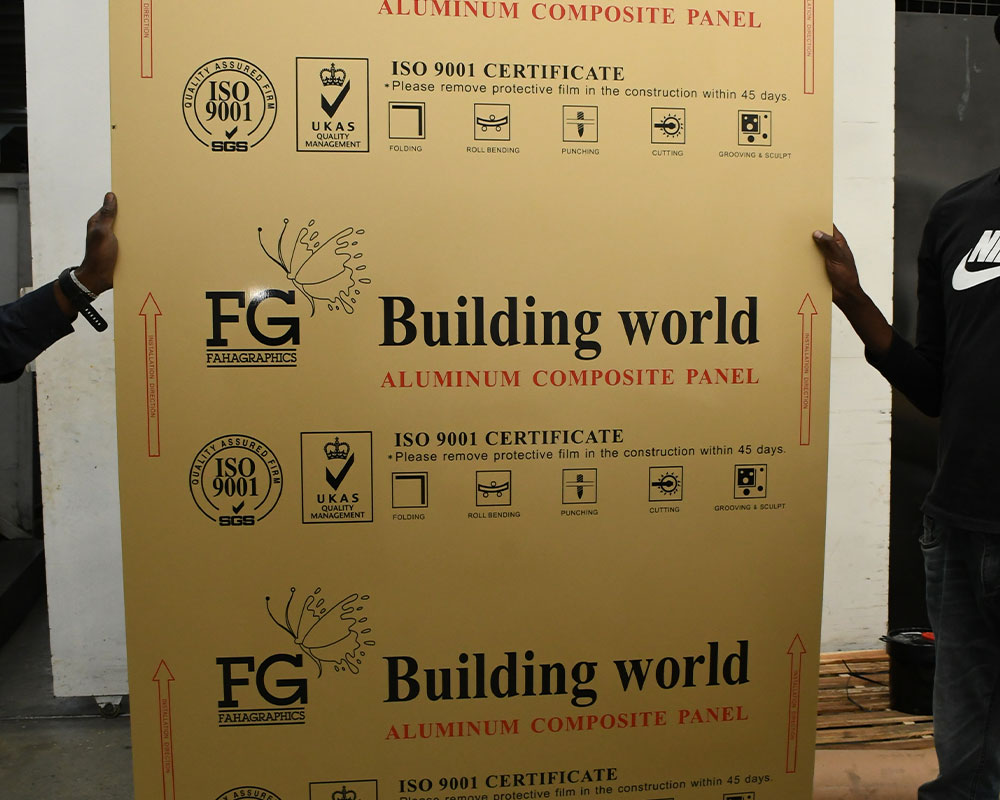 ALUMINUM COMPOSITE PANEL
DIRECTION
INSTALLATION DIRECTION
QUALITY ASSURED FIRM
ISO
9001
SGS
UKAS
QUALITY
MANAGEMENT
ISO 9001 CERTIFICATE
*Please remove protective film in the construction within 45 days.
FOLDING
ROLL BENDING
PUNCHING
CUTTING
GROOVING & SCULPT
NIKE
FG
FAHAGRAPHICS
Building world
ALUMINUM COMPOSITE PANEL
INSTALLATION DIRECTION
INSTALLATION DIRECTION
QUALITY ASSURED FIRM
ISO
9001
SGS
UKAS
QUALITY
MANAGEMENT
ISO 9001 CERTIFICATE
*Please remove protective film in the construction within 45 days.
FOLDING
ROLL BENDING
PUNCHING
CUTTING
GROOVING & SCULPT
FG
FAHAGRAPHICS
Building world
ALUMINUM COMPOSITE PANEL
INSTALLATION DIRECTION
INSTALLATION DIRECTION
ASSURED
ISO 9001 CERTIFICATE
*Please remove protective film in the construction within 45 days.